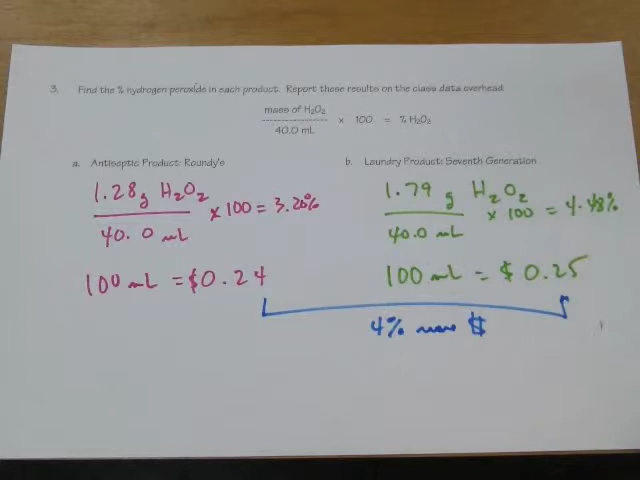 3. Find the % hydrogen peroxide in each product. Report these results on the class data overhead
mass of H₂O₂
40.0 mL
x 100 = % H₂O₂
a. Antiseptic Product: Roundy's
1.28 g H₂O₂
40.0 mL
x 100 = 3.20%
100 mL = $0.24
b. Laundry Product: Seventh Generation
1.79 g H₂O₂
40.0 mL
x 100 = 4.48%
100 mL = $0.25
4% more $